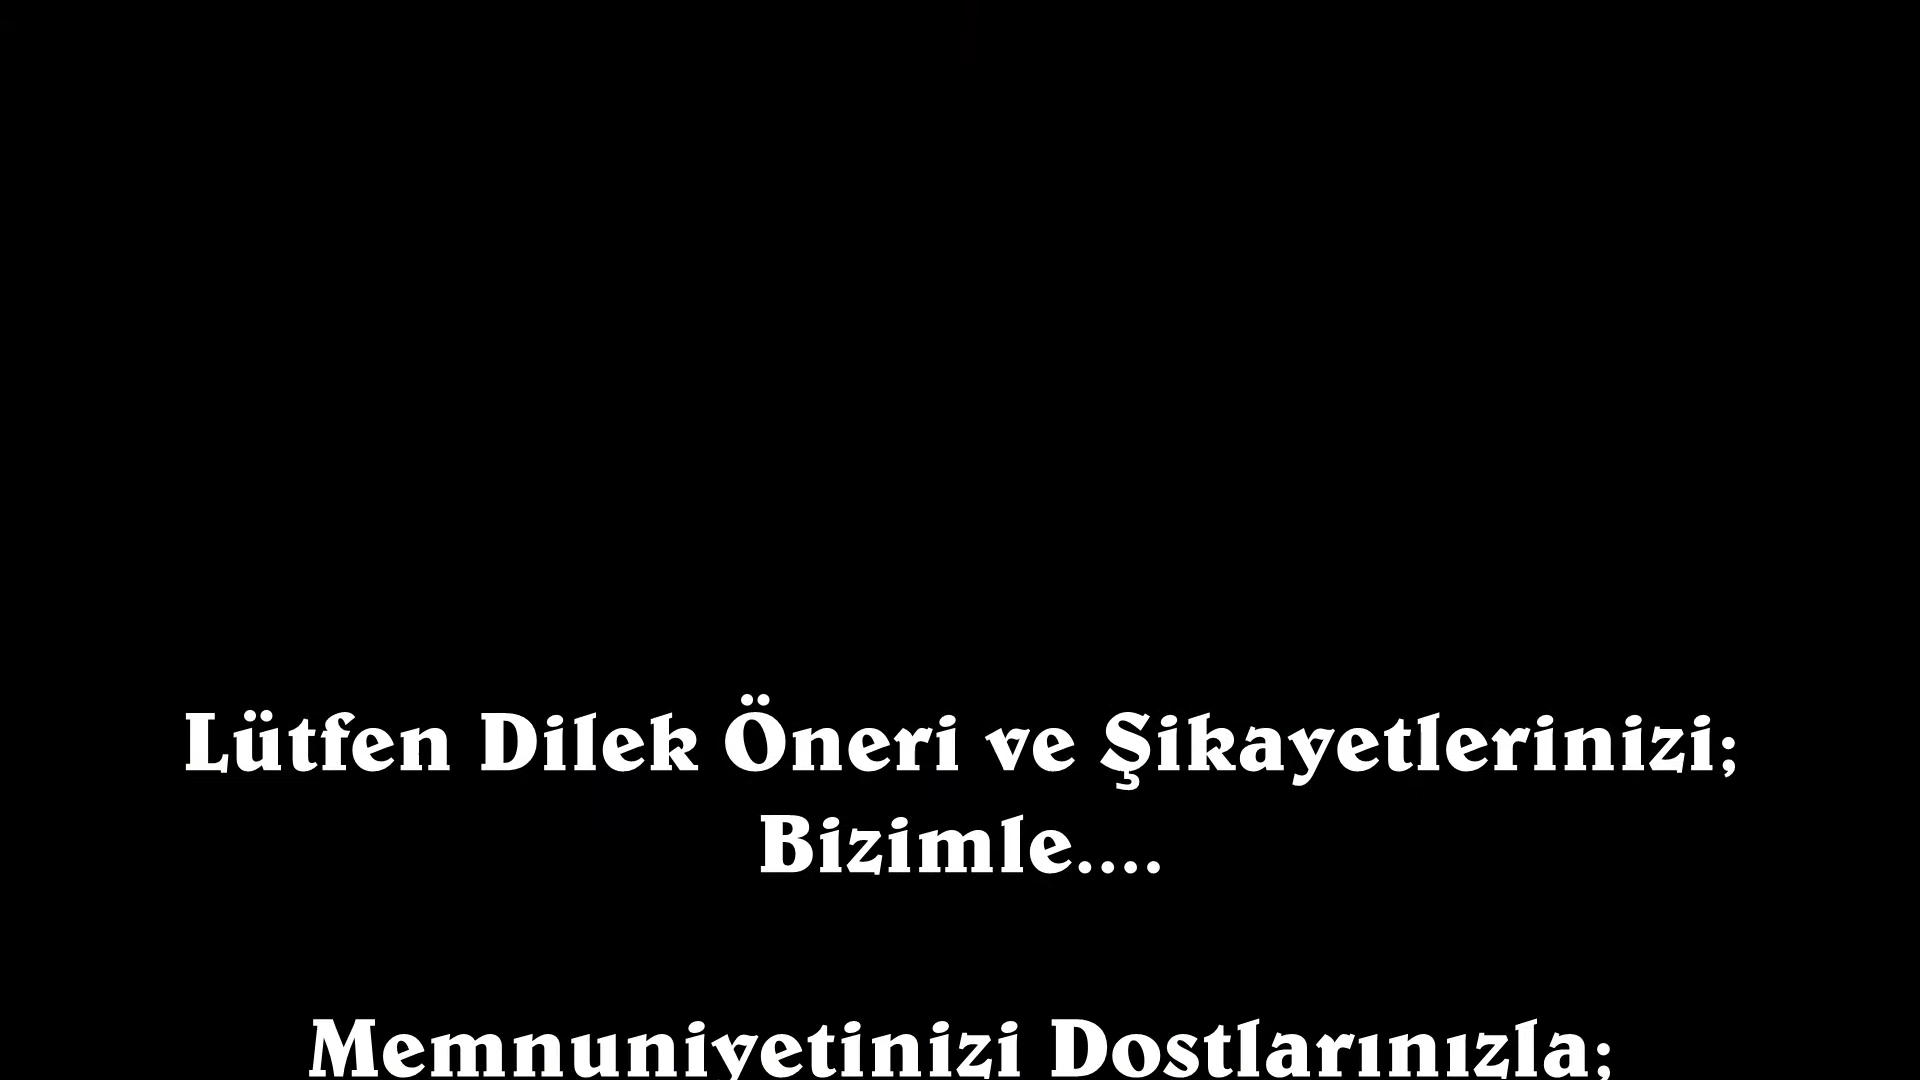 Lütfen Dilek Öneri ve Şikayetlerinizi;
Bizimle....
Memnuniyetinizi Dostlarınızla;